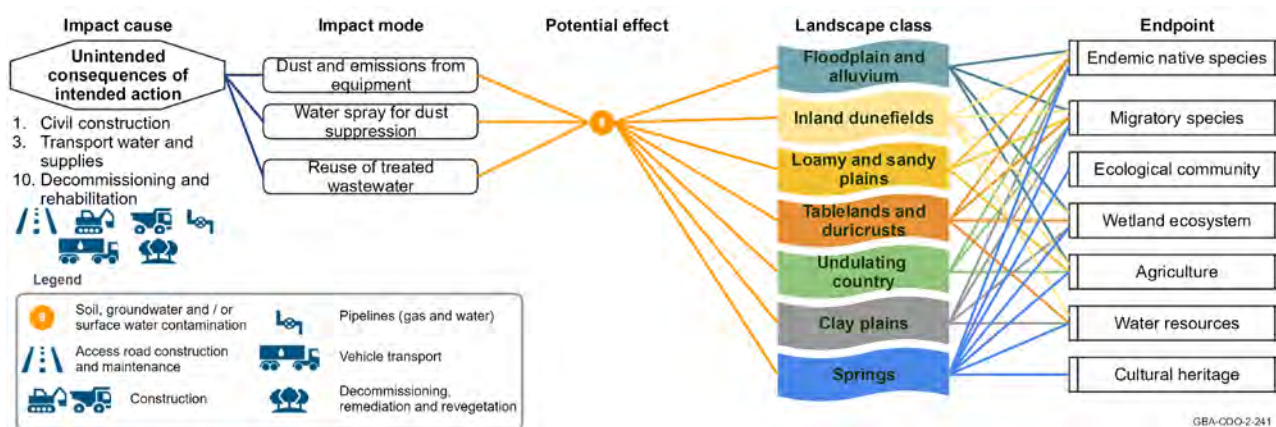 Impact cause
Impact mode
Potential effect
Landscape class
Endpoint
Unintended
consequences of
intended action
1. Civil construction
3. Transport water and
supplies
10. Decommissioning and
rehabilitation
Dust and emissions from
equipment
Water spray for dust
suppression
Reuse of treated
wastewater
Floodplain and
alluvium
Inland dunefields
Loamy and sandy
plains
Tablelands and
duricrusts
Undulating
country
Clay plains
Springs
Endemic native species
Migratory species
Ecological community
Wetland ecosystem
Agriculture
Water resources
Cultural heritage
Legend
Soil, groundwater and / or
surface water contamination
Access road construction
and maintenance
Construction
Pipelines (gas and water)
Vehicle transport
Decommissioning,
remediation and revegetation
GBA-COO-2-241